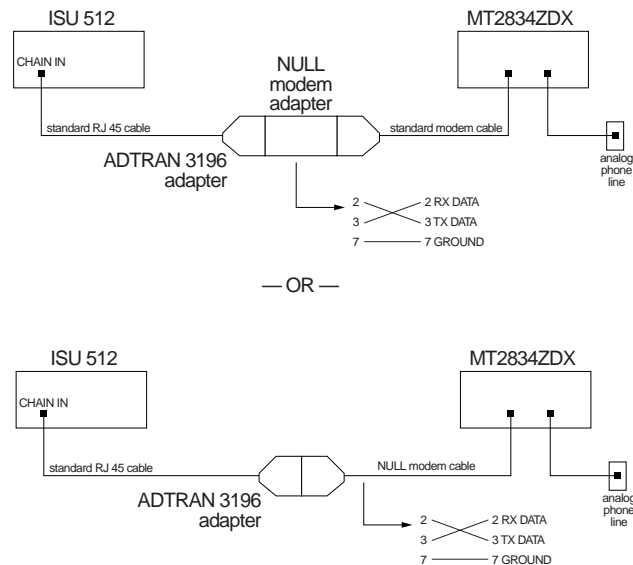 ISU 512
MT2834ZDX
CHAIN IN
NULL
modem
adapter
standard RJ 45 cable
standard modem cable
ADTRAN 3196
adapter
analog
phone
line
2 2 RX DATA
3 3 TX DATA
7 7 GROUND
— OR —
ISU 512
MT2834ZDX
CHAIN IN
standard RJ 45 cable
NULL modem cable
ADTRAN 3196
adapter
analog
phone
line
2 2 RX DATA
3 3 TX DATA
7 7 GROUND